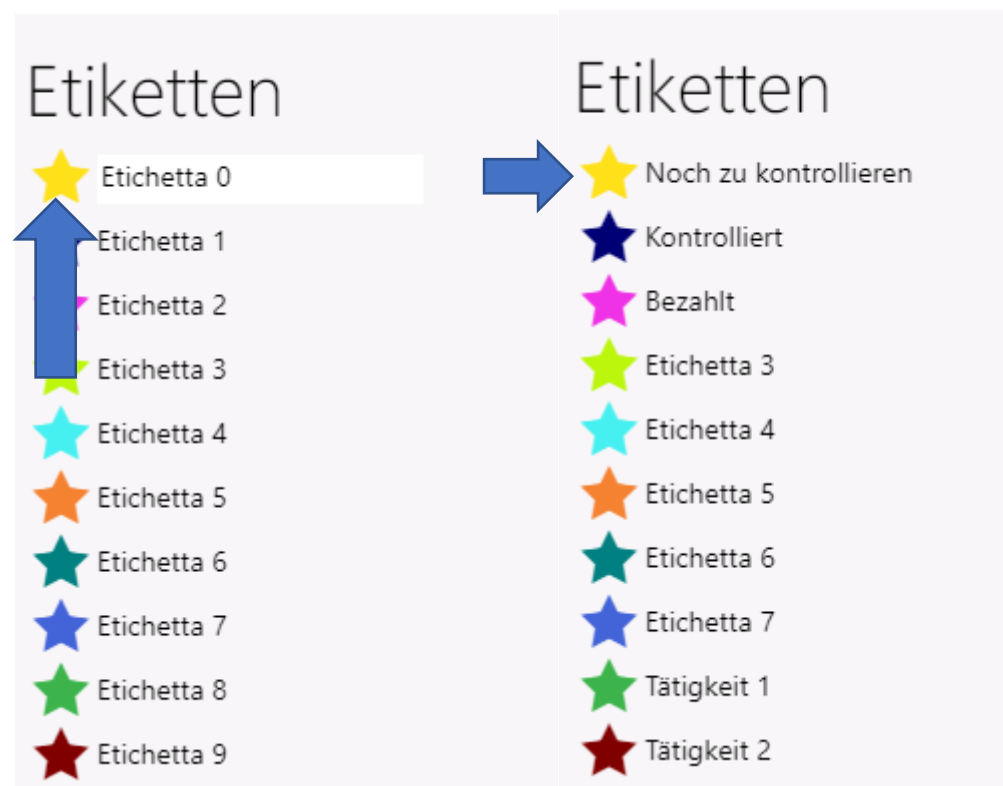 Etiketten
Etichetta 0
Etichetta 1
Etichetta 2
Etichetta 3
Etichetta 4
Etichetta 5
Etichetta 6
Etichetta 7
Etichetta 8
Etichetta 9
Etiketten
Noch zu kontrollieren
Kontrolliert
Bezahlt
Etichetta 3
Etichetta 4
Etichetta 5
Etichetta 6
Etichetta 7
Tätigkeit 1
Tätigkeit 2